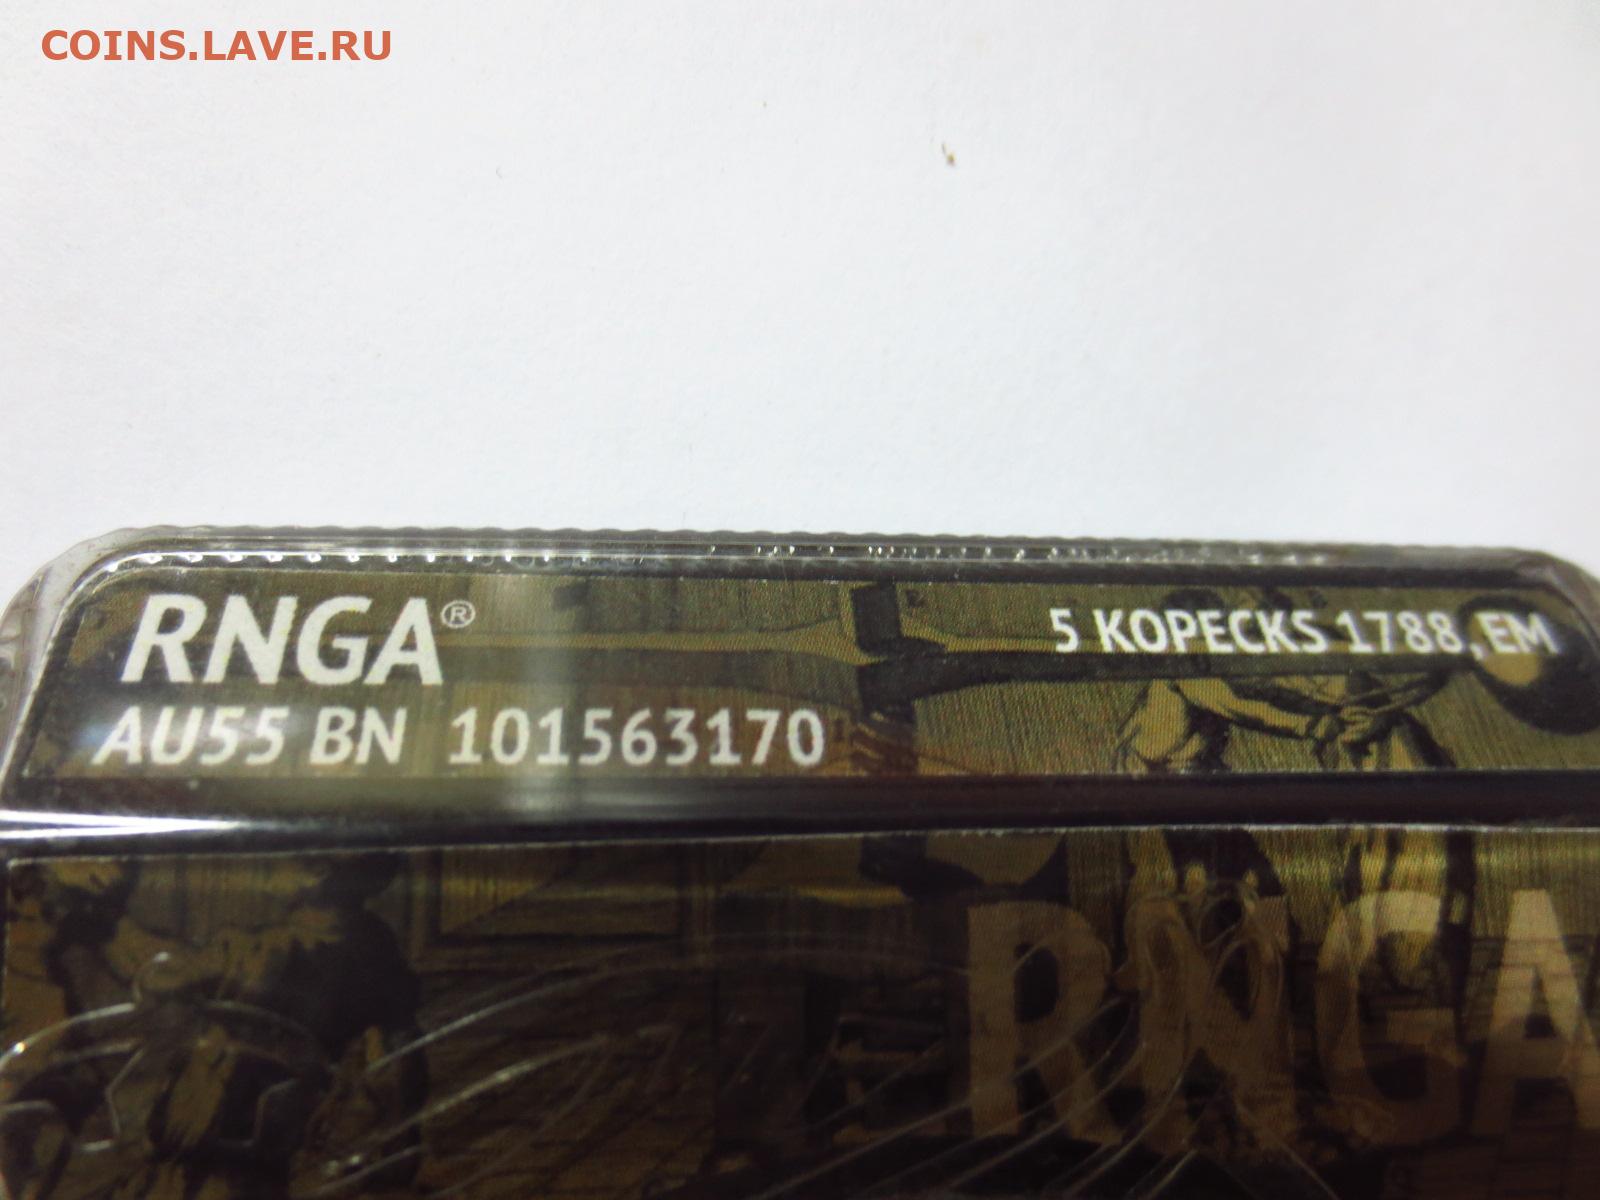 COINS.LAVE.RU
RNGA®
5 KOPECKS 1788, EM
AU55 BN 101563170
RNGA